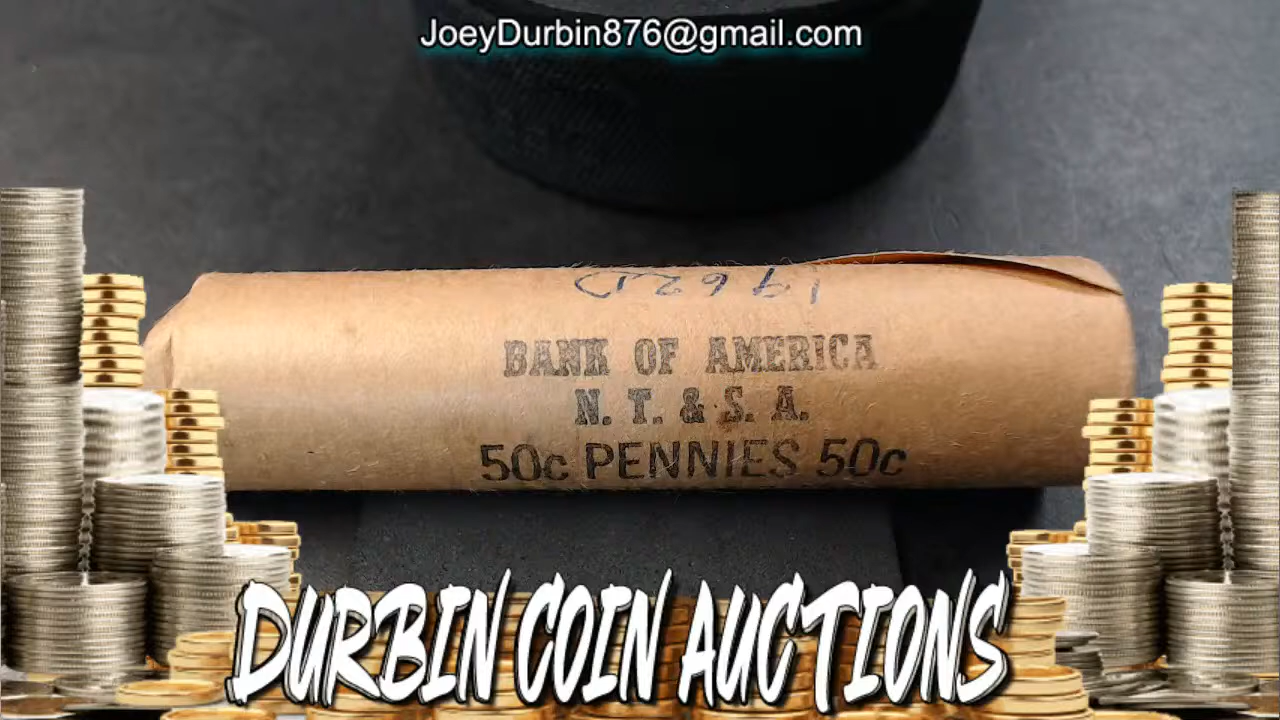 JoeyDurbin876@gmail.com
1962D
BANK OF AMERICA
N. T. & S. A.
50c PENNIES 50c
DURBIN COIN AUCTIONS